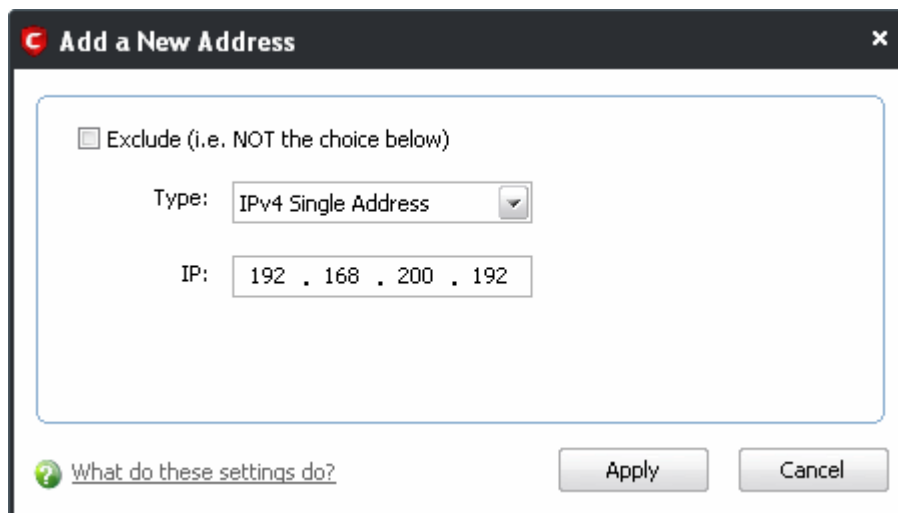 Add a New Address
Exclude (i.e. NOT the choice below)
Type: IPv4 Single Address
IP: 192 . 168 . 200 . 192
What do these settings do? Apply Cancel